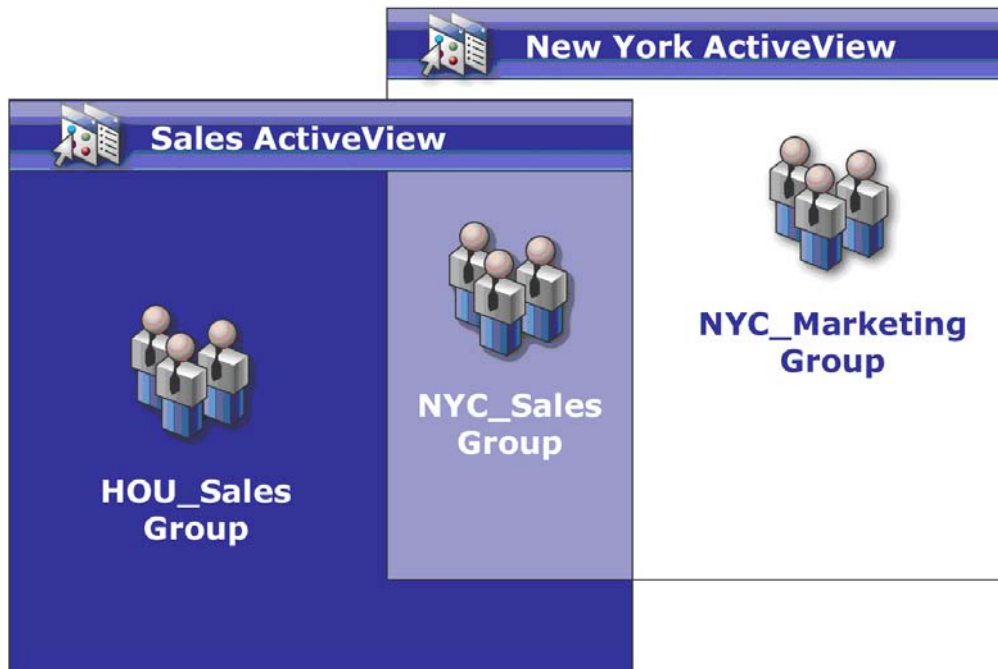 New York ActiveView
Sales ActiveView
NYC_Marketing
Group
NYC_Sales
Group
HOU_Sales
Group